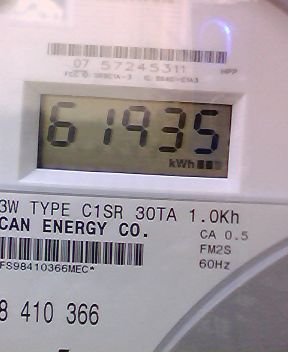 07 57245311
HPP
61935
kWh
3W TYPE C1SR 30TA 1.0Kh
CAN ENERGY CO.
CA 0.5
FM2S
60Hz
FS98410366MEC*
8 410 366